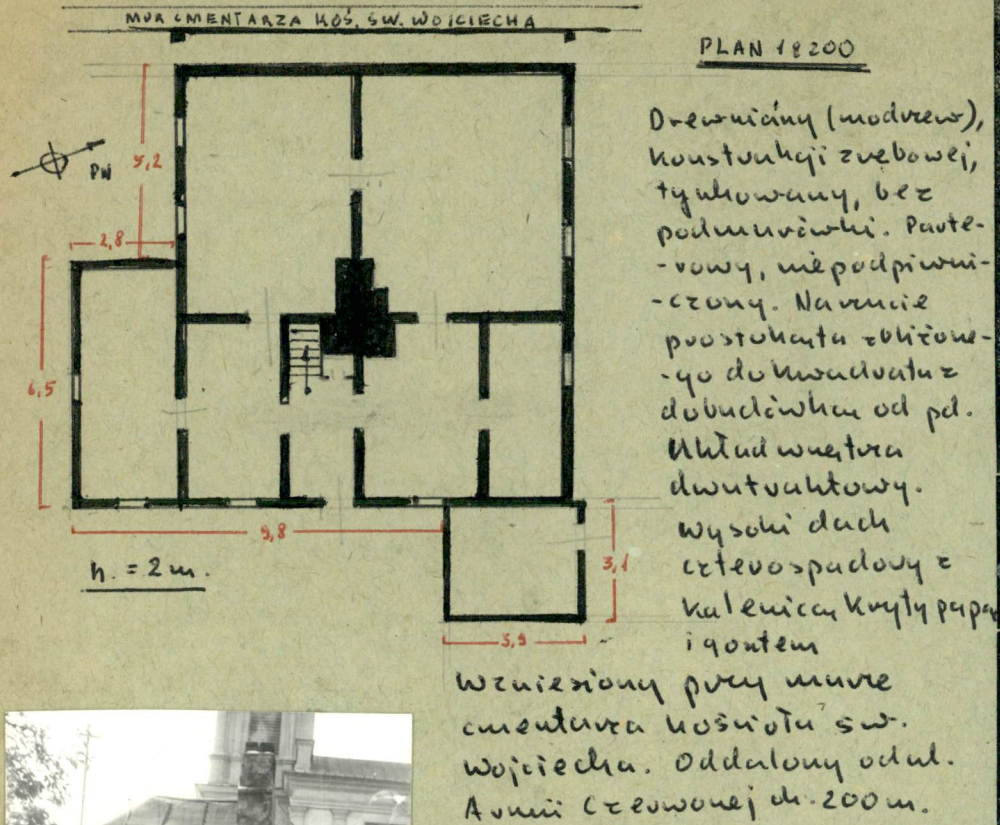 MUR CMENTARZA KOŚ. ŚW. WOJCIECHA
PLAN 1:200
5,2
PN
2,8
6,5
9,8
3,1
3,9
h. = 2 m.
Drewniany (modrzew),
konstrukcji zrębowej,
tynkowany, bez
podmurówki. Parte-
-rowy, niepodpiwni-
-czony. Na rzucie
prostokąta zbliżone-
-go do kwadratu z
dobudówką od pd.
Układ wnętrza
dwutraktowy.
Wysoki dach
czterospadowy z
kalenicą kryty papą
i gontem
Wzniesiony przy murze
cmentarza kościoła św.
Wojciecha. Oddalony od ul.
Armii Czerwonej ok. 200 m.